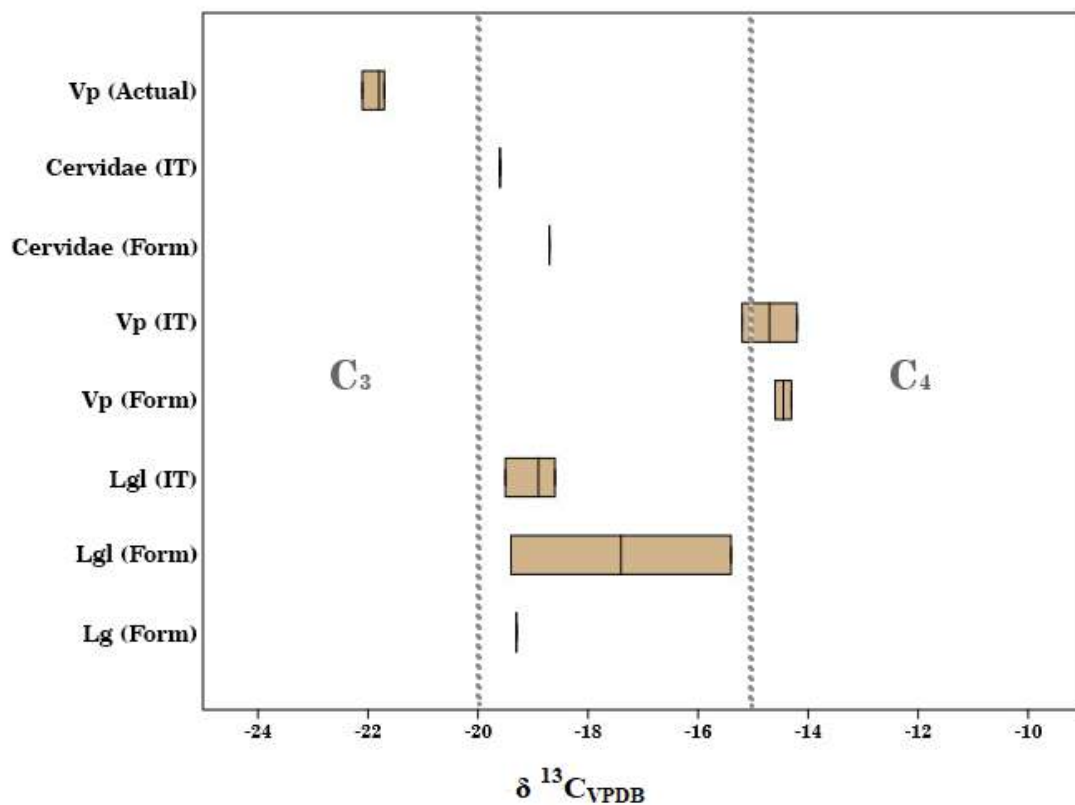 Vp (Actual)
Cervidae (IT)
Cervidae (Form)
Vp (IT)
C₃
C₄
Vp (Form)
Lgl (IT)
Lgl (Form)
Lg (Form)
-24 -22 -20 -18 -16 -14 -12 -10
δ ¹³C_VPDB